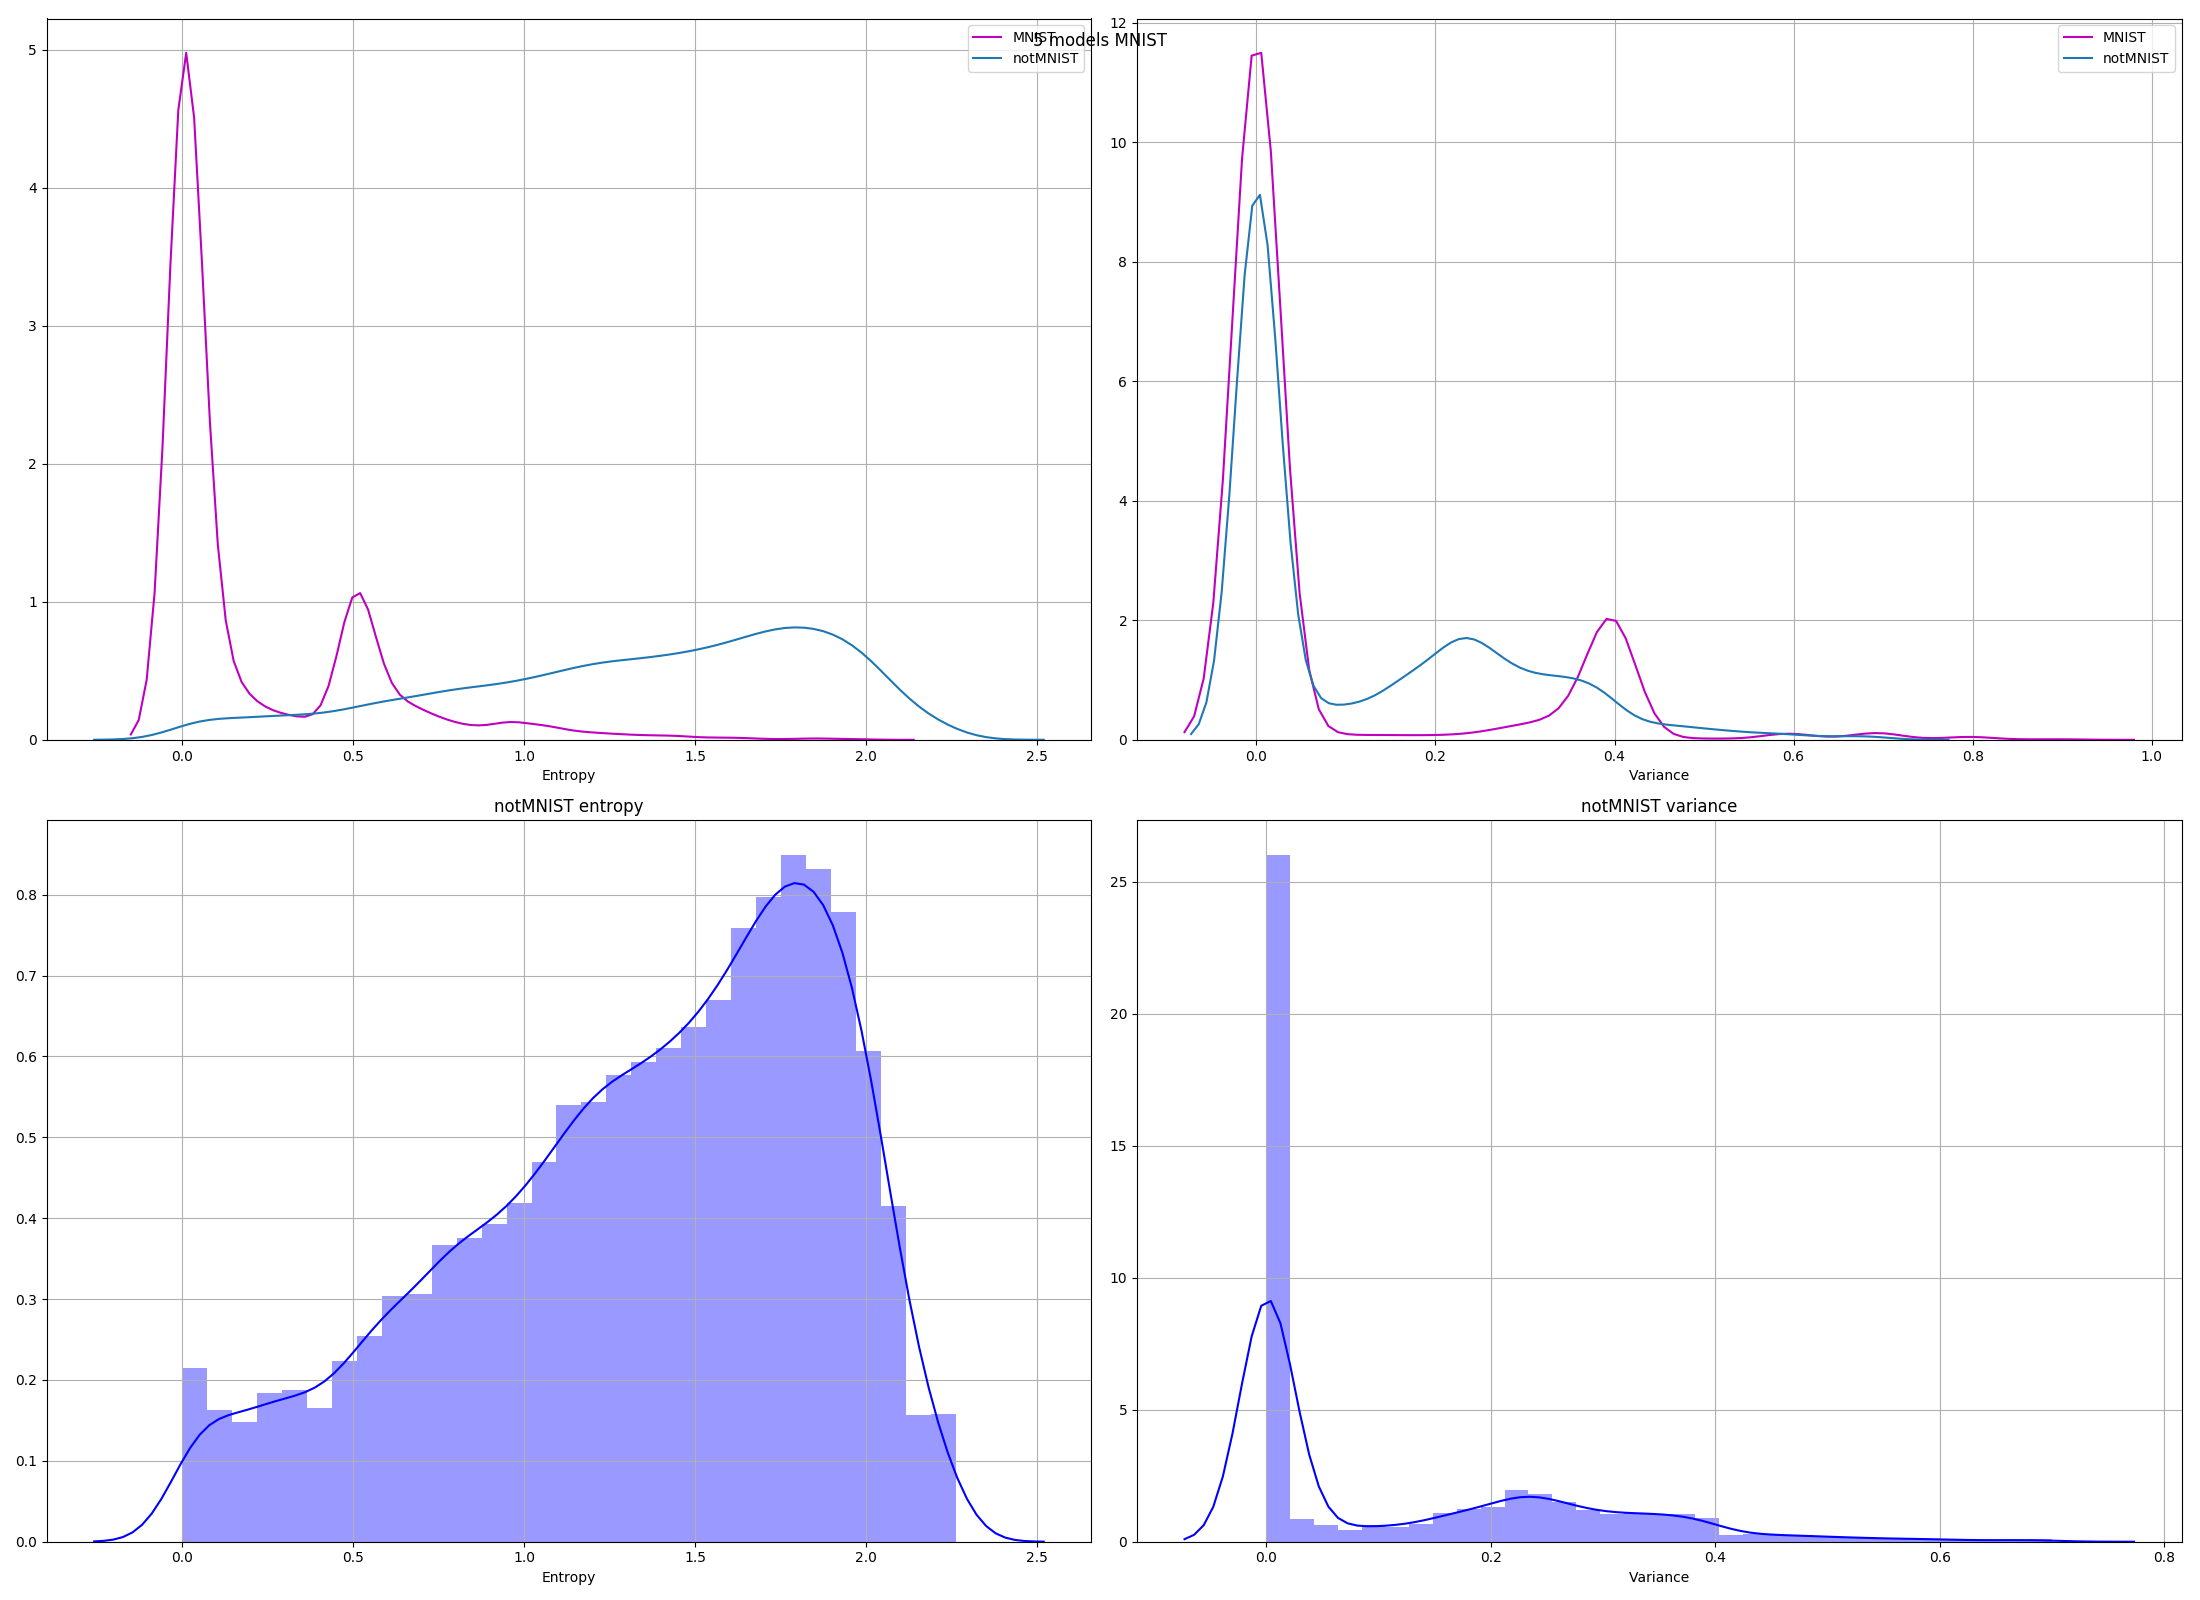 5 models MNIST
MNIST
notMNIST
5
4
3
2
1
0
0.0 0.5 1.0 1.5 2.0 2.5
Entropy
MNIST
notMNIST
12
10
8
6
4
2
0
0.0 0.2 0.4 0.6 0.8 1.0
Variance
notMNIST entropy
0.8
0.7
0.6
0.5
0.4
0.3
0.2
0.1
0.0
0.0 0.5 1.0 1.5 2.0 2.5
Entropy
notMNIST variance
25
20
15
10
5
0
0.0 0.2 0.4 0.6 0.8
Variance